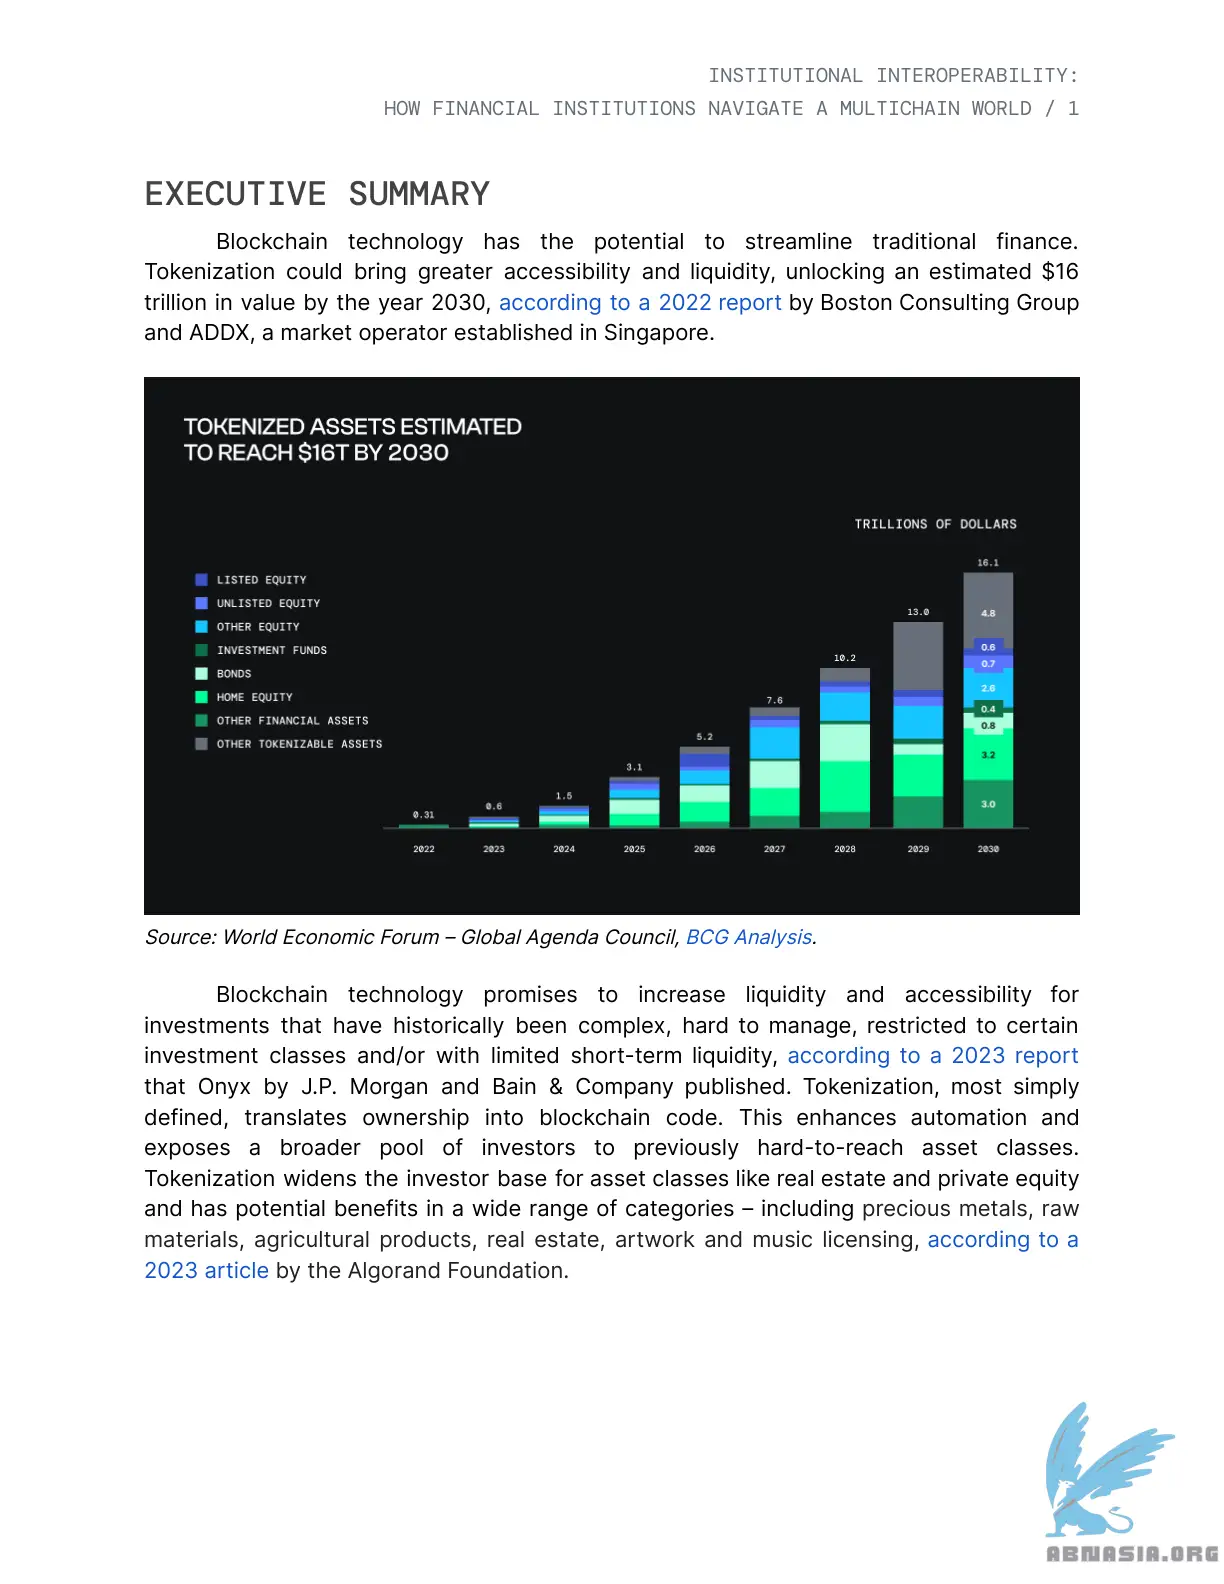 INSTITUTIONAL INTEROPERABILITY:
HOW FINANCIAL INSTITUTIONS NAVIGATE A MULTICHAIN WORLD / 1
EXECUTIVE SUMMARY
Blockchain technology has the potential to streamline traditional finance.
Tokenization could bring greater accessibility and liquidity, unlocking an estimated $16
trillion in value by the year 2030, according to a 2022 report by Boston Consulting Group
and ADDX, a market operator established in Singapore.
TOKENIZED ASSETS ESTIMATED
TO REACH $16T BY 2030
TRILLIONS OF DOLLARS
LISTED EQUITY
UNLISTED EQUITY
OTHER EQUITY
INVESTMENT FUNDS
BONDS
HOME EQUITY
OTHER FINANCIAL ASSETS
OTHER TOKENIZABLE ASSETS
0.31
0.6
1.5
3.1
5.2
7.6
10.2
13.0
16.1
4.8
0.6
0.7
2.6
0.4
0.8
3.2
3.0
2022 2023 2024 2025 2026 2027 2028 2029 2030
Source: World Economic Forum – Global Agenda Council, BCG Analysis.
Blockchain technology promises to increase liquidity and accessibility for
investments that have historically been complex, hard to manage, restricted to certain
investment classes and/or with limited short-term liquidity, according to a 2023 report
that Onyx by J.P. Morgan and Bain & Company published. Tokenization, most simply
defined, translates ownership into blockchain code. This enhances automation and
exposes a broader pool of investors to previously hard-to-reach asset classes.
Tokenization widens the investor base for asset classes like real estate and private equity
and has potential benefits in a wide range of categories – including precious metals, raw
materials, agricultural products, real estate, artwork and music licensing, according to a
2023 article by the Algorand Foundation.
ABNASIA.ORG